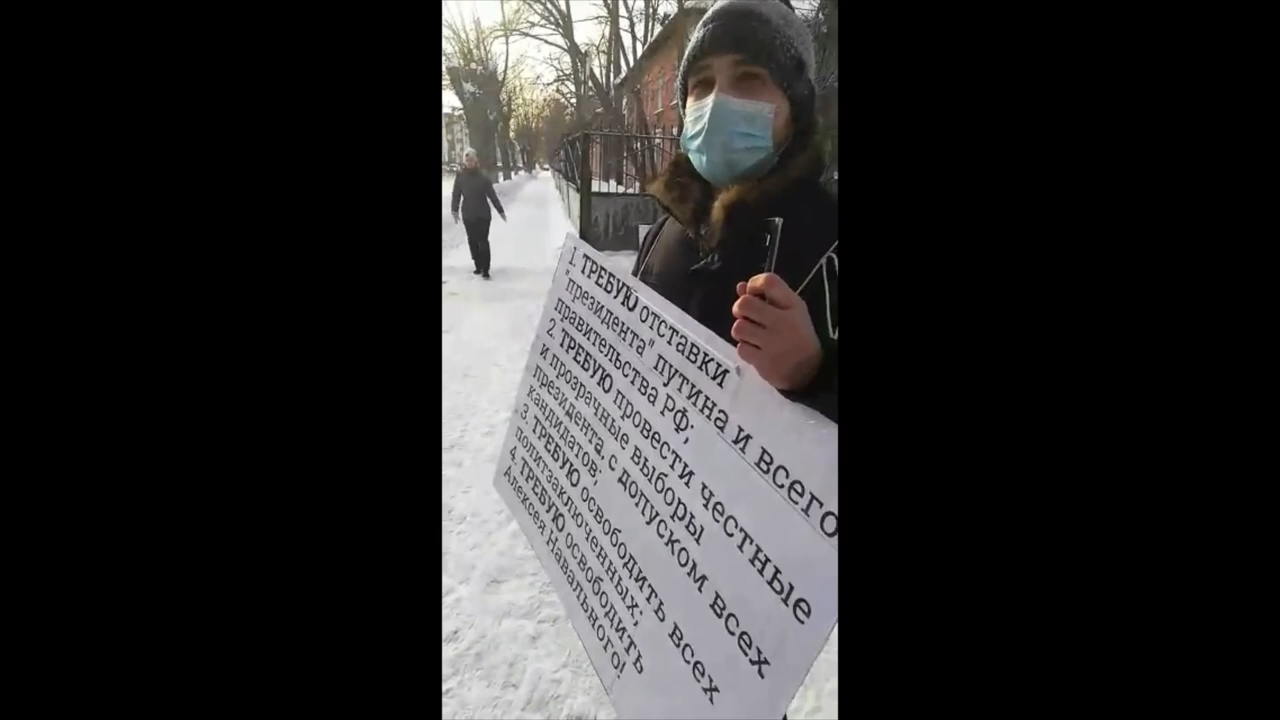 1. ТРЕБУЮ отставки
"президента" путина и всего
правительства РФ;
2. ТРЕБУЮ провести честные
и прозрачные выборы
президента, с допуском всех
кандидатов;
3. ТРЕБУЮ освободить всех
политзаключенных;
4. ТРЕБУЮ освободить
Алексея Навального!